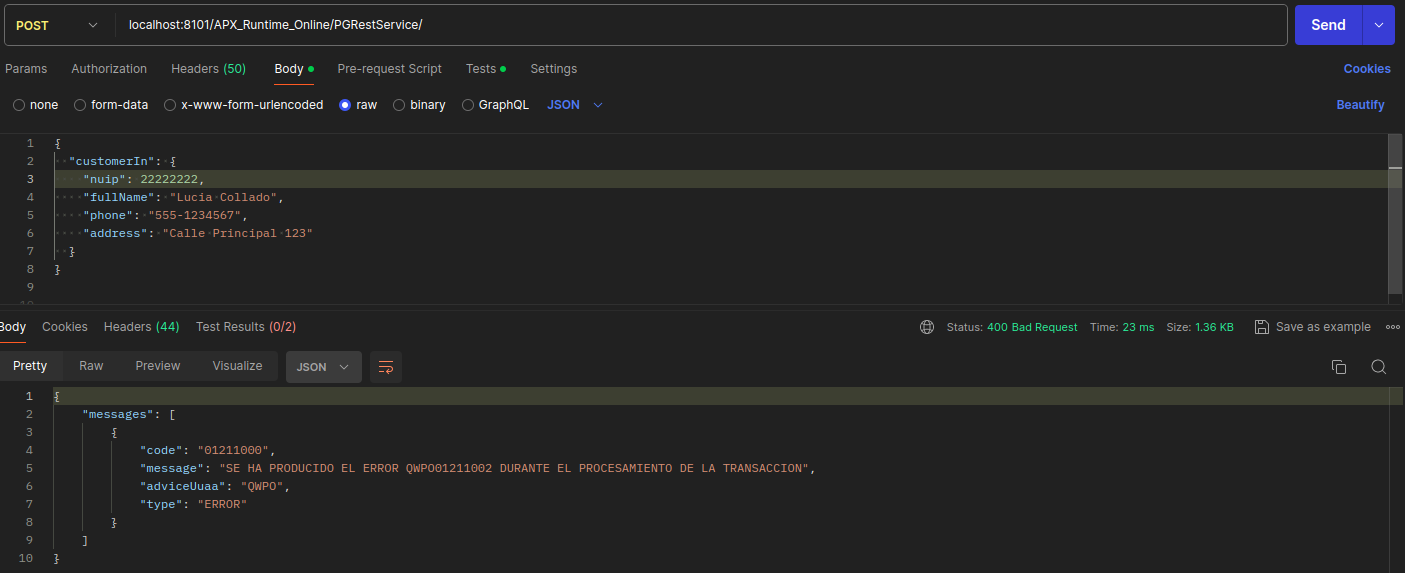 POST localhost:8101/APX_Runtime_Online/PGRestService/ Send
Params Authorization Headers (50) Body Pre-request Script Tests Settings Cookies
none form-data x-www-form-urlencoded raw binary GraphQL JSON Beautify
1 {
2 "customerIn": {
3 "nuip": 22222222,
4 "fullName": "Lucia Collado",
5 "phone": "555-1234567",
6 "address": "Calle Principal 123"
7 }
8 }
9
10
Body Cookies Headers (44) Test Results (0/2) Status: 400 Bad Request Time: 23 ms Size: 1.36 KB Save as example
Pretty Raw Preview Visualize JSON
1 {
2 "messages": [
3 {
4 "code": "01211000",
5 "message": "SE HA PRODUCIDO EL ERROR QWPO01211002 DURANTE EL PROCESAMIENTO DE LA TRANSACCION",
6 "adviceUuaa": "QWPO",
7 "type": "ERROR"
8 }
9 ]
10 }